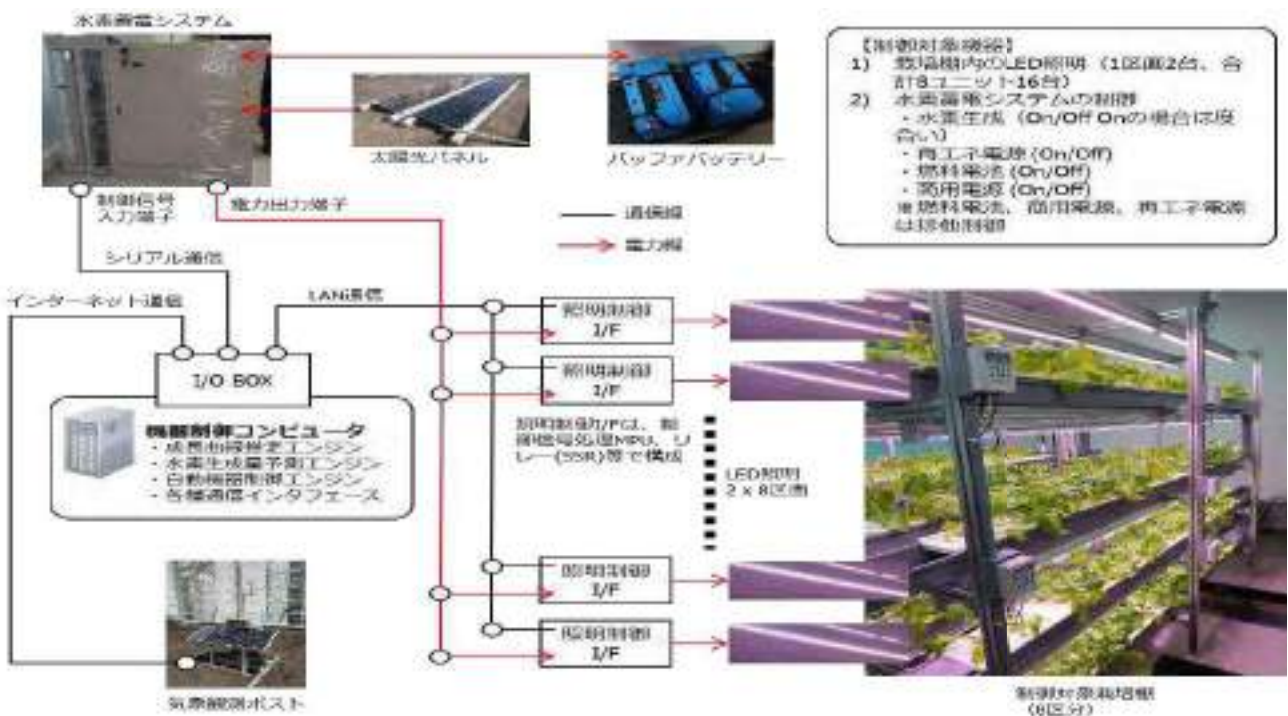 水素蓄電システム
太陽光パネル
バッファバッテリー
【制御対象機器】
1) 栽培棚内のLED照明（1区画2台、合
計8ユニット16台）
2) 水素蓄電システムの制御
・水素生成（On/Off Onの場合は度
合い）
・再エネ電源 (On/Off)
・燃料電池 (On/Off)
・商用電源 (On/Off)
※燃料電池、商用電源、再エネ電源
は排他制御
制御信号
入力端子
電力出力端子
通信線
電力線
シリアル通信
インターネット通信
LAN通信
I/O BOX
機器制御コンピュータ
・成長曲線推定エンジン
・水素生成量予測エンジン
・自動機器制御エンジン
・各種通信インタフェース
照明制御
I/F
照明制御
I/F
照明制御I/Fは、制
御信号処理MPU、リ
レー(SSR)等で構成
LED照明
2 x 8区画
照明制御
I/F
照明制御
I/F
気象観測ポスト
制御対象栽培棚
(8区分)